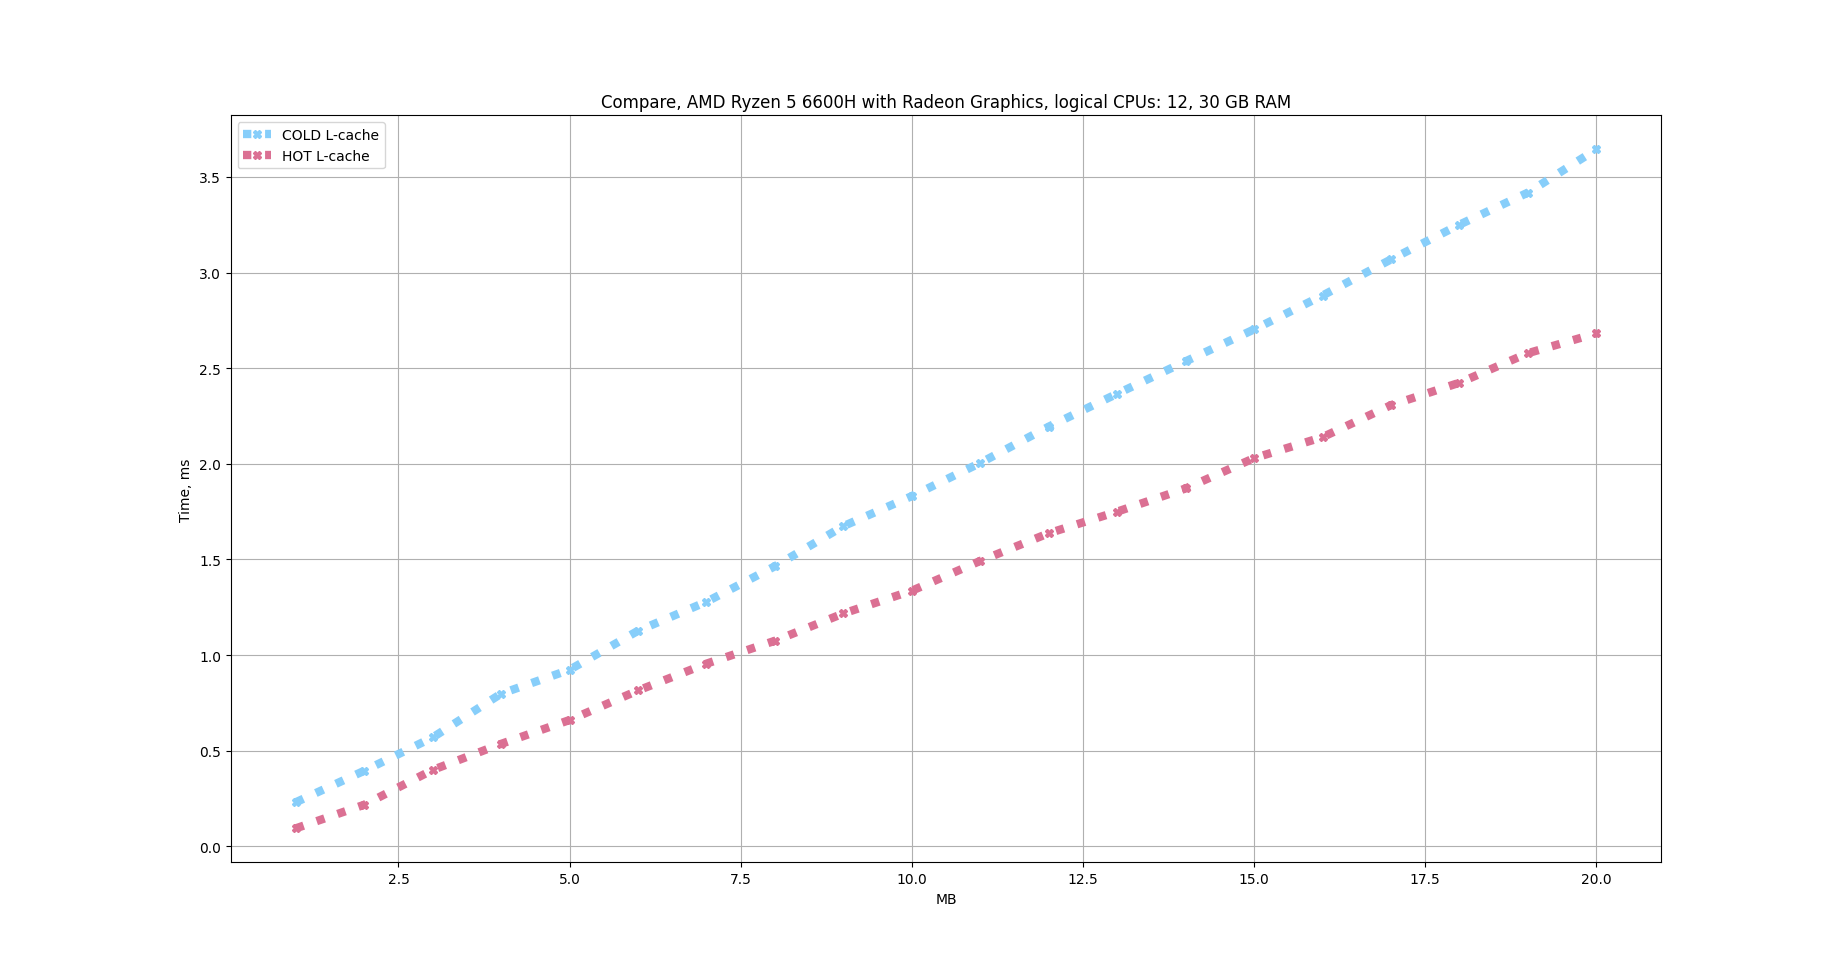 Compare, AMD Ryzen 5 6600H with Radeon Graphics, logical CPUs: 12, 30 GB RAM
COLD L-cache
HOT L-cache
3.5
3.0
2.5
2.0
1.5
1.0
0.5
0.0
Time, ms
2.5 5.0 7.5 10.0 12.5 15.0 17.5 20.0
MB